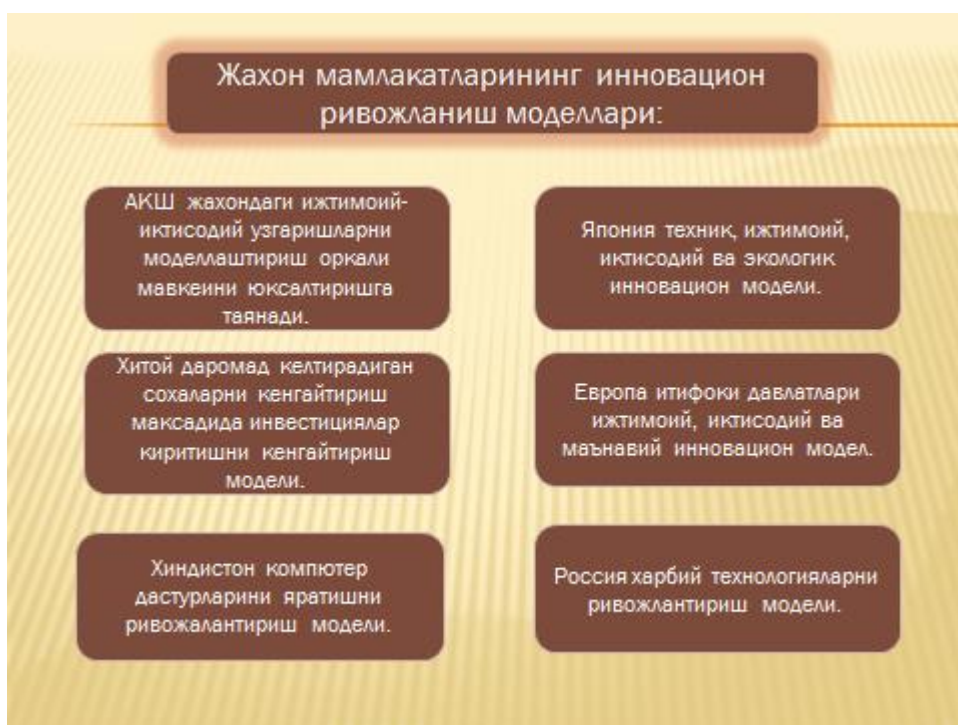 Жахон мамлакатларининг инновацион
ривожланиш моделлари:
АКШ жахондаги ижтимоий-
иктисодий узгаришларни
моделлаштириш оркали
мавкеини юксалтиришга
таянади.
Япония техник, ижтимоий,
иктисодий ва экологик
инновацион модели.
Хитой даромад келтирадиган
сохаларни кенгайтириш
максадида инвестициялар
киритишни кенгайтириш
модели.
Европа итифоки давлатлари
ижтимоий, иктисодий ва
маънавий инновацион модел.
Хиндистон компютер
дастурларини яратишни
ривожалантириш модели.
Россия харбий технологияларни
ривожлантириш модели.